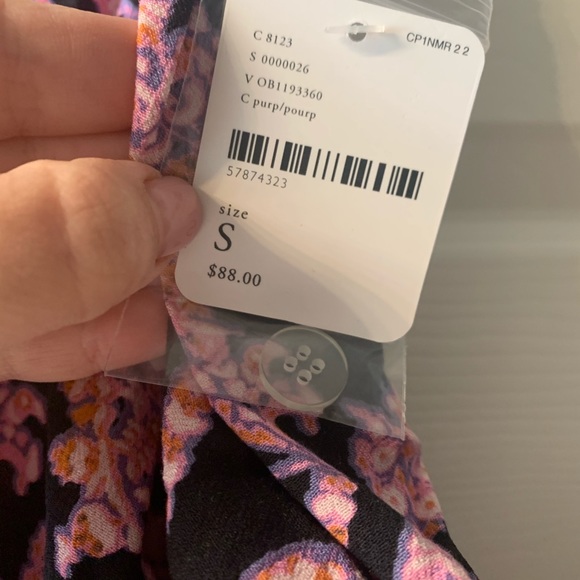 C 8123
CP1NMR 2 2
S 0000026
V OB1193360
C purp/pourp
57874323
size
S
$88.00